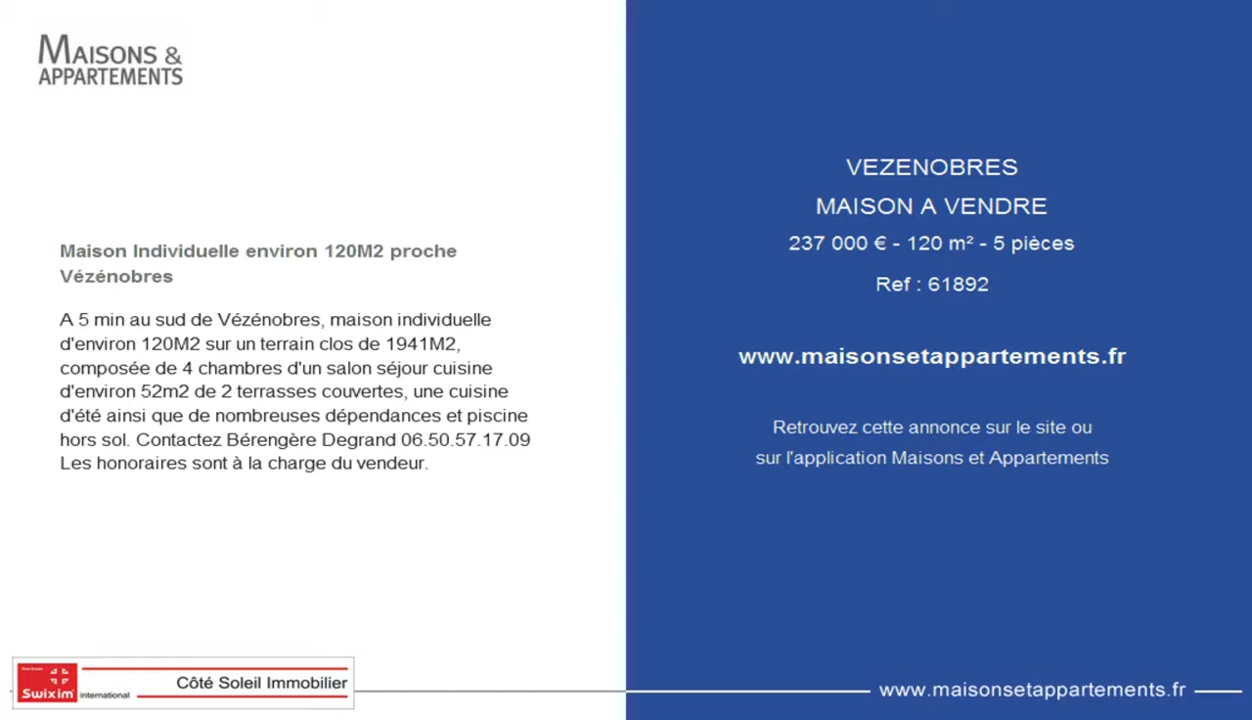 MAISONS &
APPARTEMENTS
Maison Individuelle environ 120M2 proche
Vézénobres
A 5 min au sud de Vézénobres, maison individuelle
d'environ 120M2 sur un terrain clos de 1941M2,
composée de 4 chambres d'un salon séjour cuisine
d'environ 52m2 de 2 terrasses couvertes, une cuisine
d'été ainsi que de nombreuses dépendances et piscine
hors sol. Contactez Bérengère Degrand 06.50.57.17.09
Les honoraires sont à la charge du vendeur.
Swixim international
Côté Soleil Immobilier
VEZENOBRES
MAISON A VENDRE
237 000 € - 120 m² - 5 pièces
Ref : 61892
www.maisonsetappartements.fr
Retrouvez cette annonce sur le site ou
sur l'application Maisons et Appartements
www.maisonsetappartements.fr